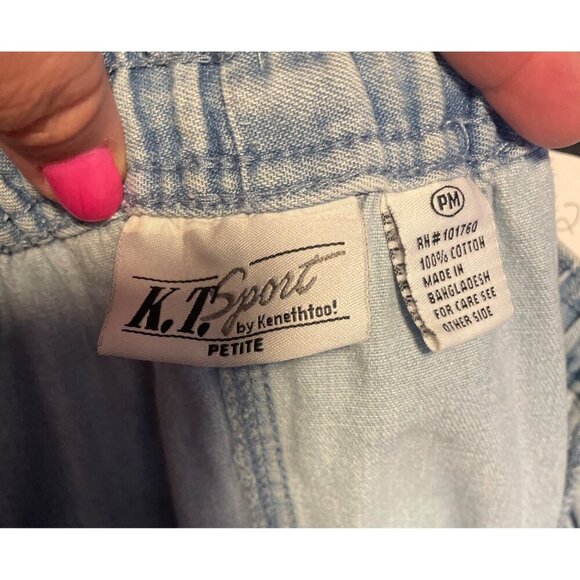 K.T. Sport
by Kenethtoo!
PETITE
PM
RN#101760
100% COTTON
MADE IN
BANGLADESH
FOR CARE SEE
OTHER SIDE